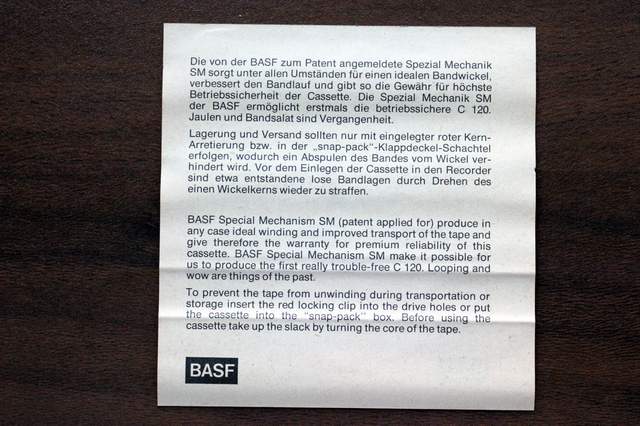 Die von der BASF zum Patent angemeldete Spezial Mechanik
SM sorgt unter allen Umständen für einen idealen Bandwickel,
verbessert den Bandlauf und gibt so die Gewähr für höchste
Betriebssicherheit der Cassette. Die Spezial Mechanik SM
der BASF ermöglicht erstmals die betriebssichere C 120.
Jaulen und Bandsalat sind Vergangenheit.
Lagerung und Versand sollten nur mit eingelegter roter Kern-
Arretierung bzw. in der „snap-pack"-Klappdeckel-Schachtel
erfolgen, wodurch ein Abspulen des Bandes vom Wickel ver-
hindert wird. Vor dem Einlegen der Cassette in den Recorder
sind etwa entstandene lose Bandlagen durch Drehen des
einen Wickelkerns wieder zu straffen.
BASF Special Mechanism SM (patent applied for) produce in
any case ideal winding and improved transport of the tape and
give therefore the warranty for premium reliability of this
cassette. BASF Special Mechanism SM make it possible for
us to produce the first really trouble-free C 120. Looping and
wow are things of the past.
To prevent the tape from unwinding during transportation or
storage insert the red locking clip into the drive holes or put
the cassette into the "snap-pack" box. Before using the
cassette take up the slack by turning the core of the tape.
BASF